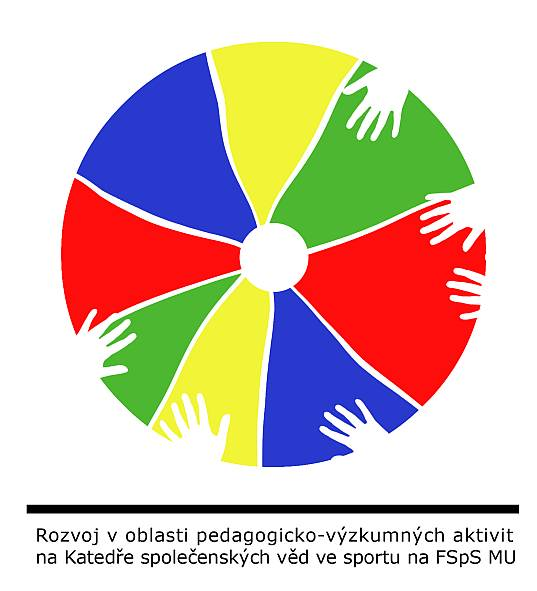 Rozvoj v oblasti pedagogicko-výzkumných aktivit
na Katedře společenských věd ve sportu na FSpS MU